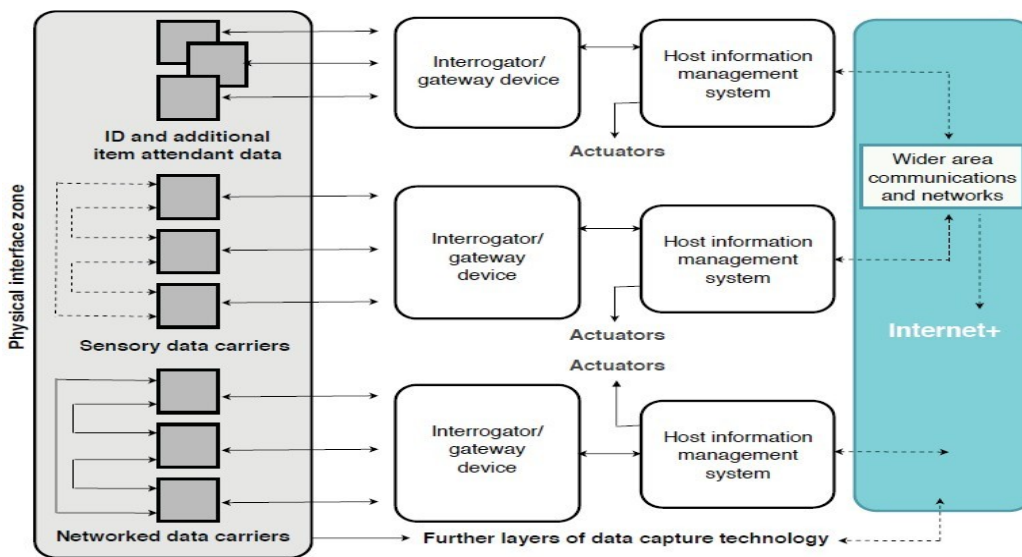 Physical interface zone
ID and additional
item attendant data
Interrogator/
gateway device
Host information
management
system
Actuators
Wider area
communications
and networks
Sensory data carriers
Interrogator/
gateway
device
Host information
management
system
Actuators
Internet+
Networked data carriers
Interrogator/
gateway
device
Actuators
Host information
management
system
Further layers of data capture technology